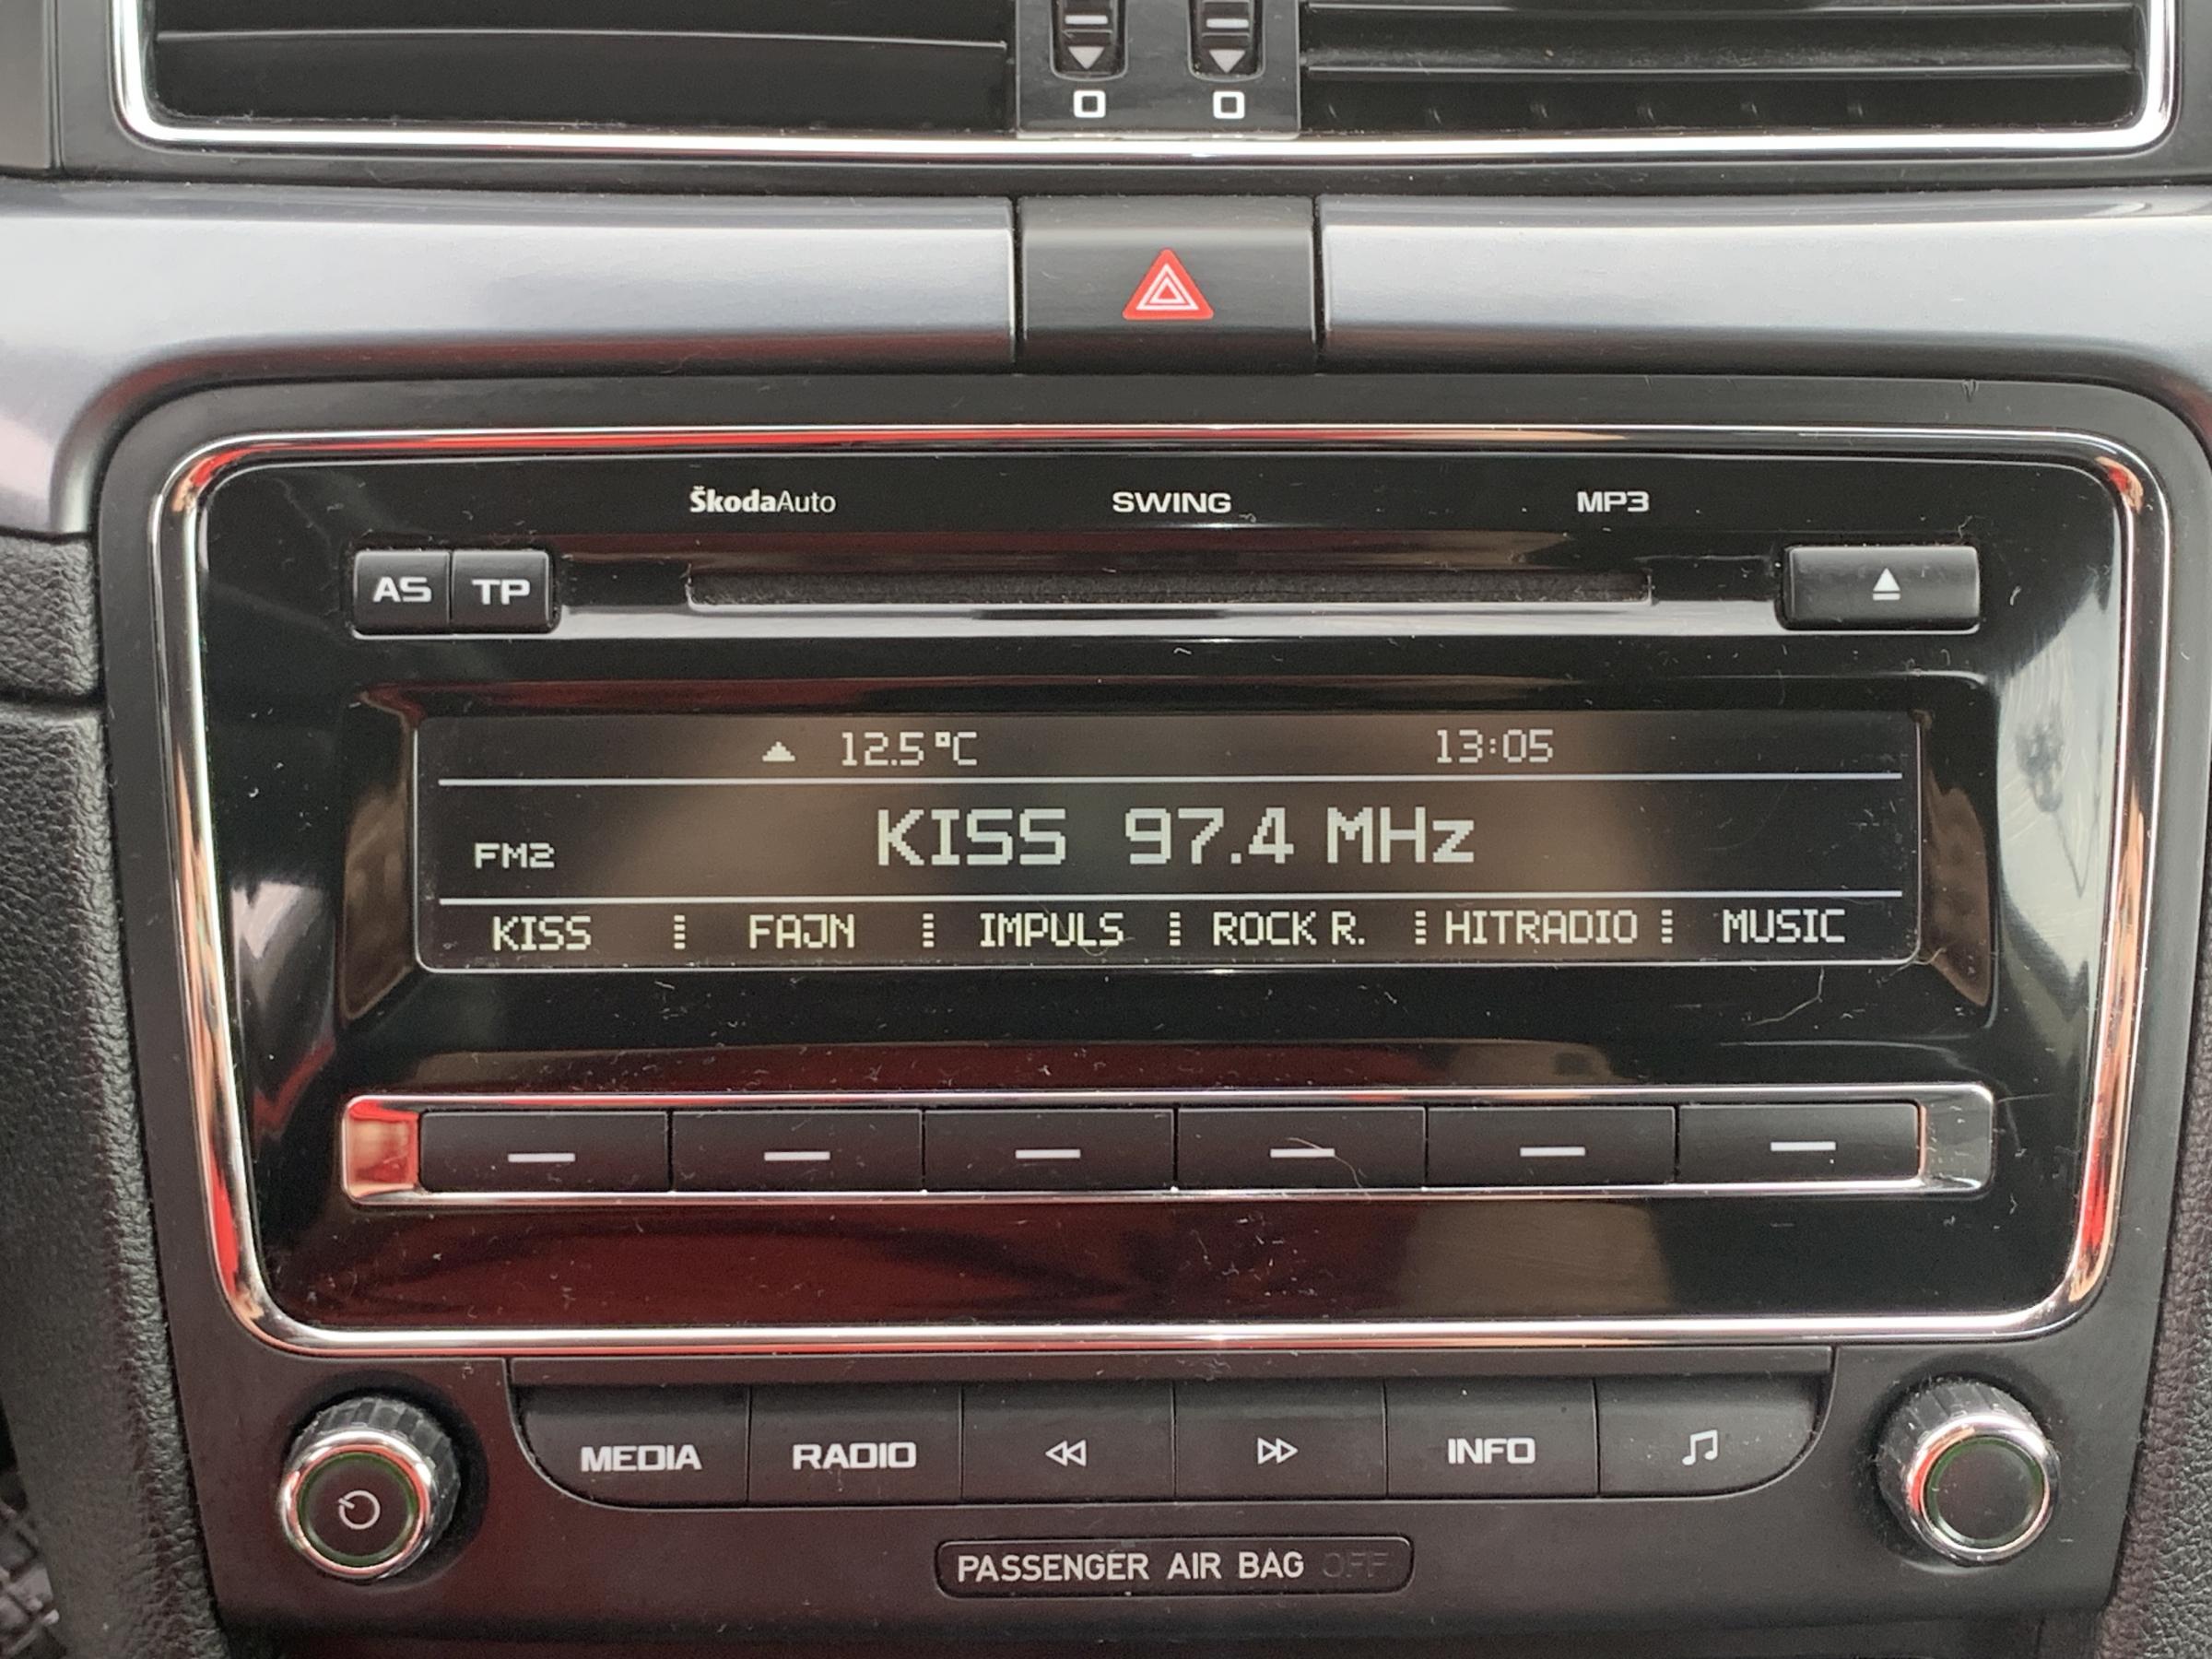 ŠkodaAuto SWING MP3
AS TP
12.5°C 13:05
FM2 KISS 97.4 MHz
KISS FAJN IMPULS ROCK R. HITRADIO MUSIC
MEDIA RADIO INFO
PASSENGER AIR BAG OFF